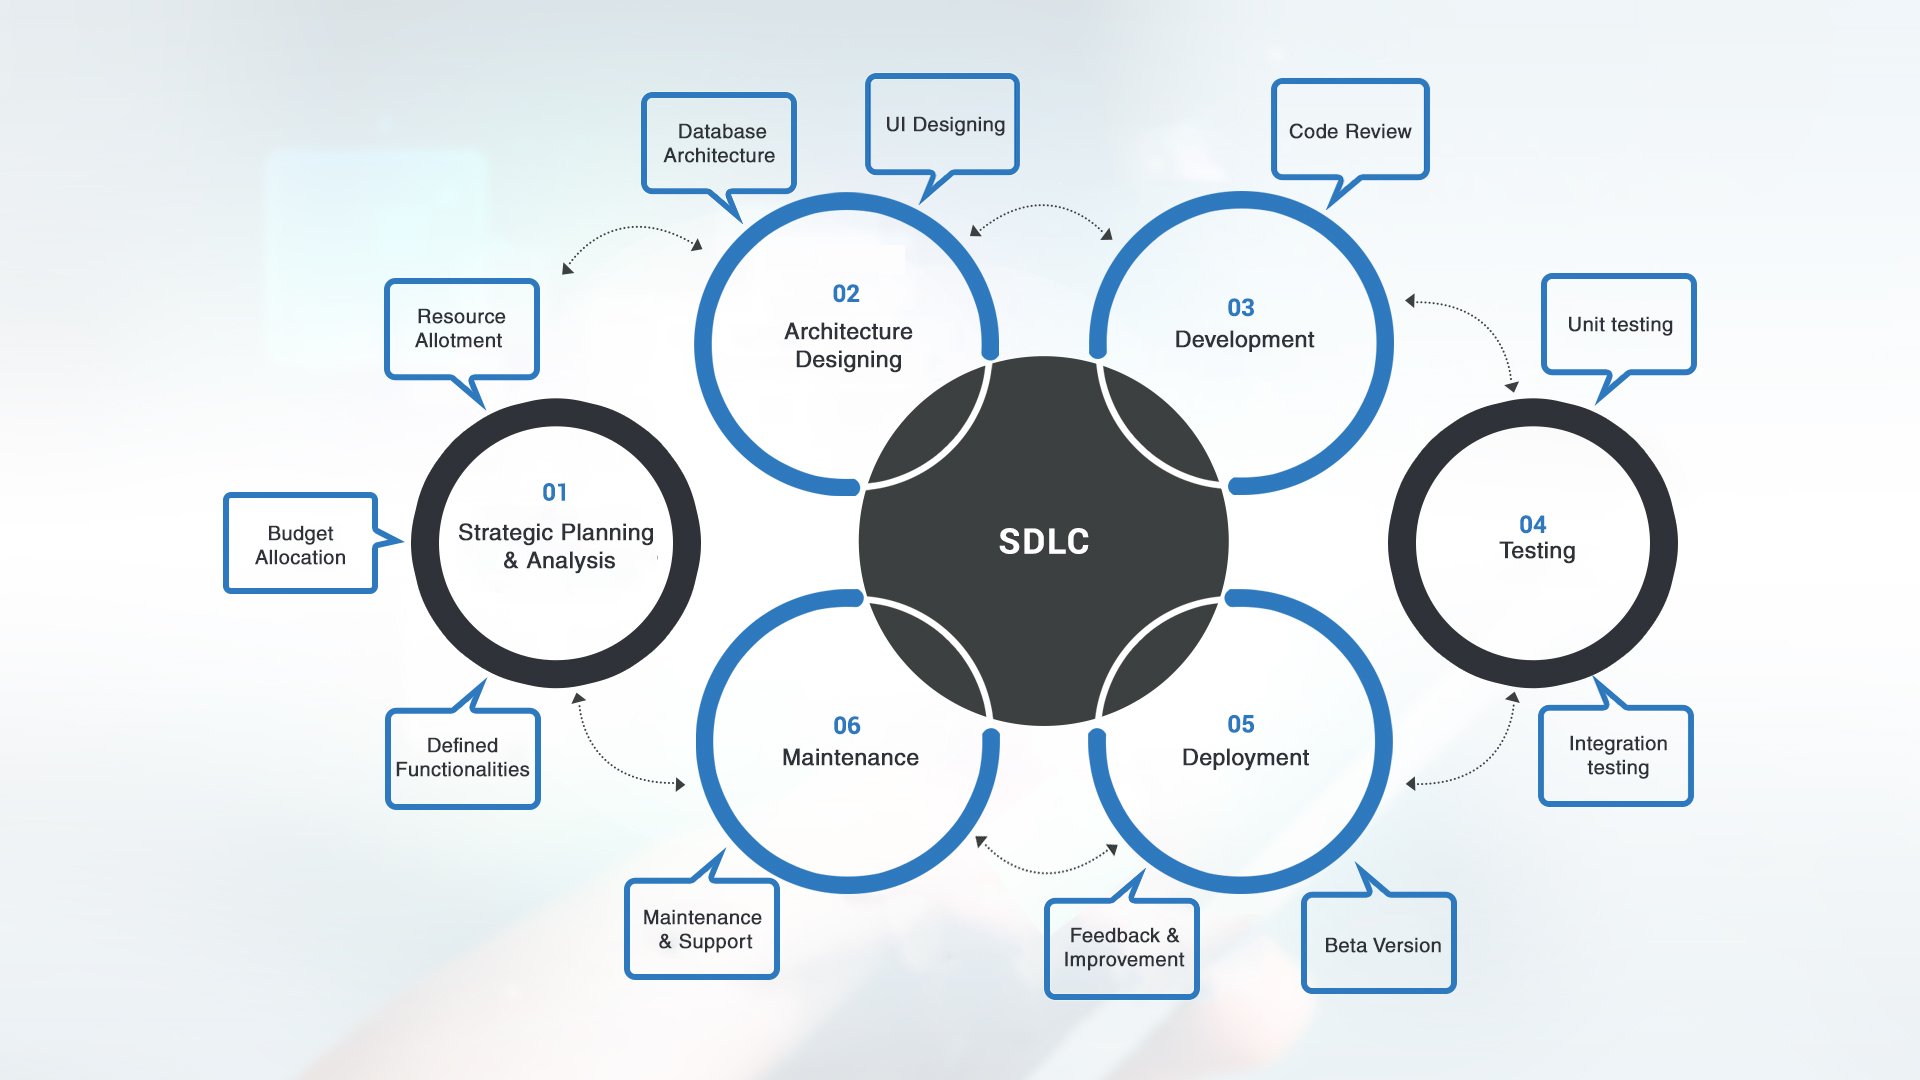 Database
Architecture
UI Designing
Code Review
Resource
Allotment
02
Architecture
Designing
03
Development
Unit testing
Budget
Allocation
01
Strategic Planning
& Analysis
SDLC
04
Testing
Defined
Functionalities
06
Maintenance
05
Deployment
Integration
testing
Maintenance
& Support
Feedback &
Improvement
Beta Version